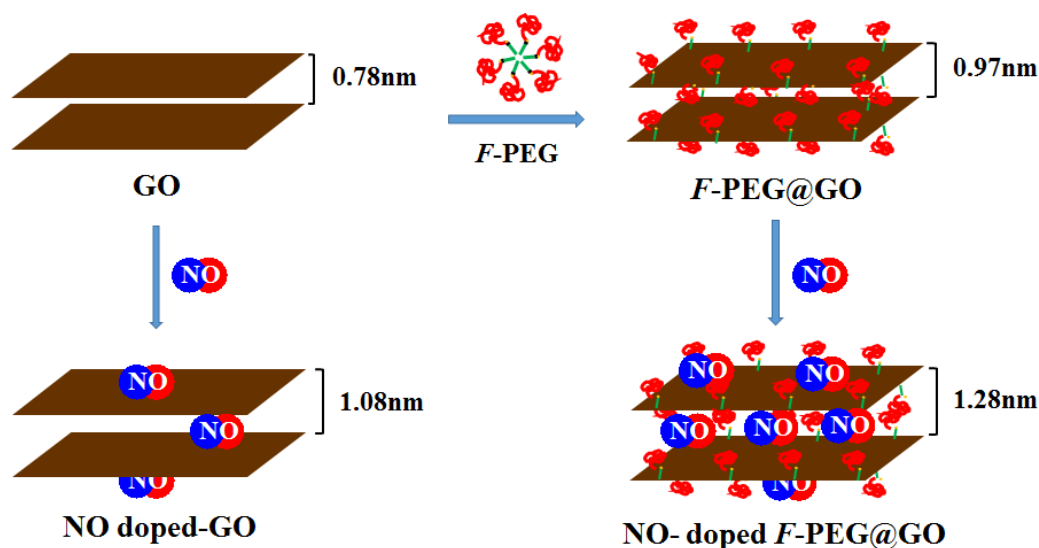 0.78nm
F-PEG
0.97nm
GO
F-PEG@GO
NO
NO
NO
NO
NO
1.08nm
1.28nm
NO
NO
NO
NO
NO
NO
NO
NO doped-GO
NO- doped F-PEG@GO